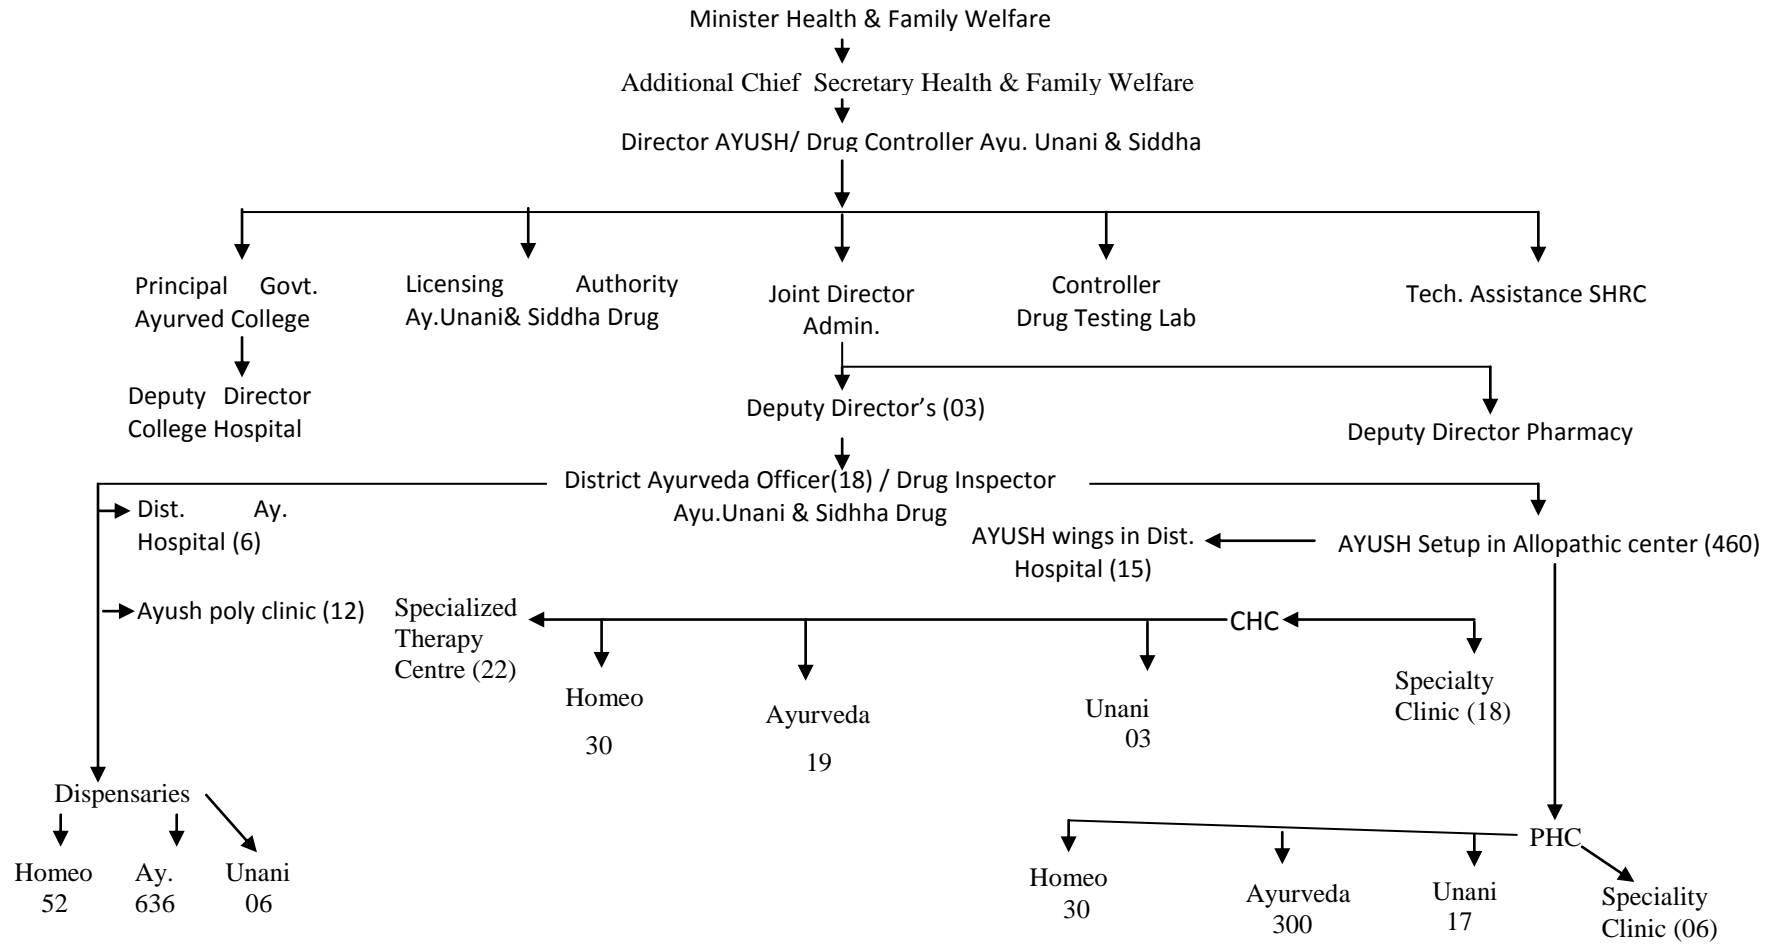 Minister Health & Family Welfare
Additional Chief Secretary Health & Family Welfare
Director AYUSH/ Drug Controller Ayu. Unani & Siddha
Principal Govt.
Ayurved College
Licensing Authority
Ay.Unani& Siddha Drug
Joint Director
Admin.
Controller
Drug Testing Lab
Tech. Assistance SHRC
Deputy Director
College Hospital
Deputy Director’s (03)
Deputy Director Pharmacy
District Ayurveda Officer(18) / Drug Inspector
Ayu.Unani & Sidhha Drug
Dist. Ay.
Hospital (6)
AYUSH wings in Dist.
Hospital (15)
AYUSH Setup in Allopathic center (460)
Ayush poly clinic (12)
Specialized
Therapy
Centre (22)
CHC
Homeo
30
Ayurveda
19
Unani
03
Specialty
Clinic (18)
Dispensaries
Homeo
52
Ay.
636
Unani
06
PHC
Homeo
30
Ayurveda
300
Unani
17
Speciality
Clinic (06)